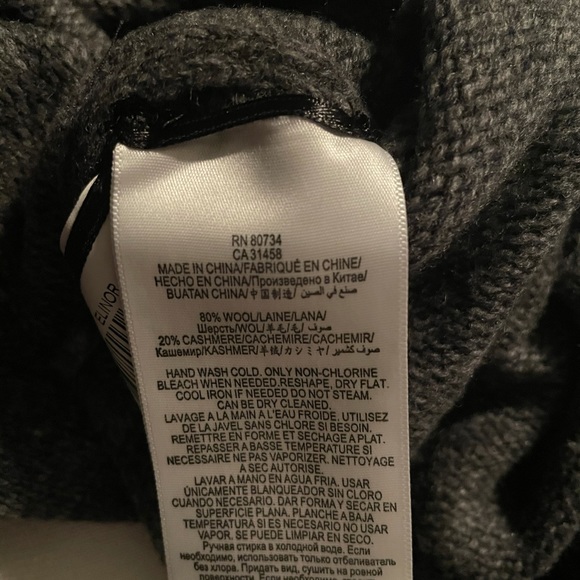 RN 80734
CA 31458
MADE IN CHINA/FABRIQUÉ EN CHINE/
HECHO EN CHINA/Произведено в Китае/
BUATAN CHINA/中国制造/ صنع في الصين/
80% WOOL/LAINE/LANA/
Шерсть/WOL/羊毛/毛/ صوف/
20% CASHMERE/CACHEMIRE/CACHEMIR/
Кашемир/KASHMER/羊绒/カシミヤ/ صوف كشمير/
HAND WASH COLD. ONLY NON-CHLORINE
BLEACH WHEN NEEDED.RESHAPE, DRY FLAT.
COOL IRON IF NEEDED DO NOT STEAM.
CAN BE DRY CLEANED.
LAVAGE A LA MAIN A L'EAU FROIDE. UTILISEZ
DE LA JAVEL SANS CHLORE SI BESOIN.
REMETTRE EN FORME ET SECHAGE A PLAT.
REPASSER A BASSE TEMPERATURE SI
NECESSAIRE NE PAS VAPORIZER. NETTOYAGE
A SEC AUTORISE.
LAVAR A MANO EN AGUA FRIA. USAR
ÚNICAMENTE BLANQUEADOR SIN CLORO
CUANDO NECESARIO. DAR FORMA Y SECAR EN
SUPERFICIE PLANA. PLANCHE A BAJA
TEMPERATURA SI ES NECESARIO NO USAR
VAPOR. SE PUEDE LIMPIAR EN SECO.
Ручная стирка в холодной воде. Если
необходимо, использовать только отбеливатель
без хлора. Придать вид, сушить на ровной
ELINOR